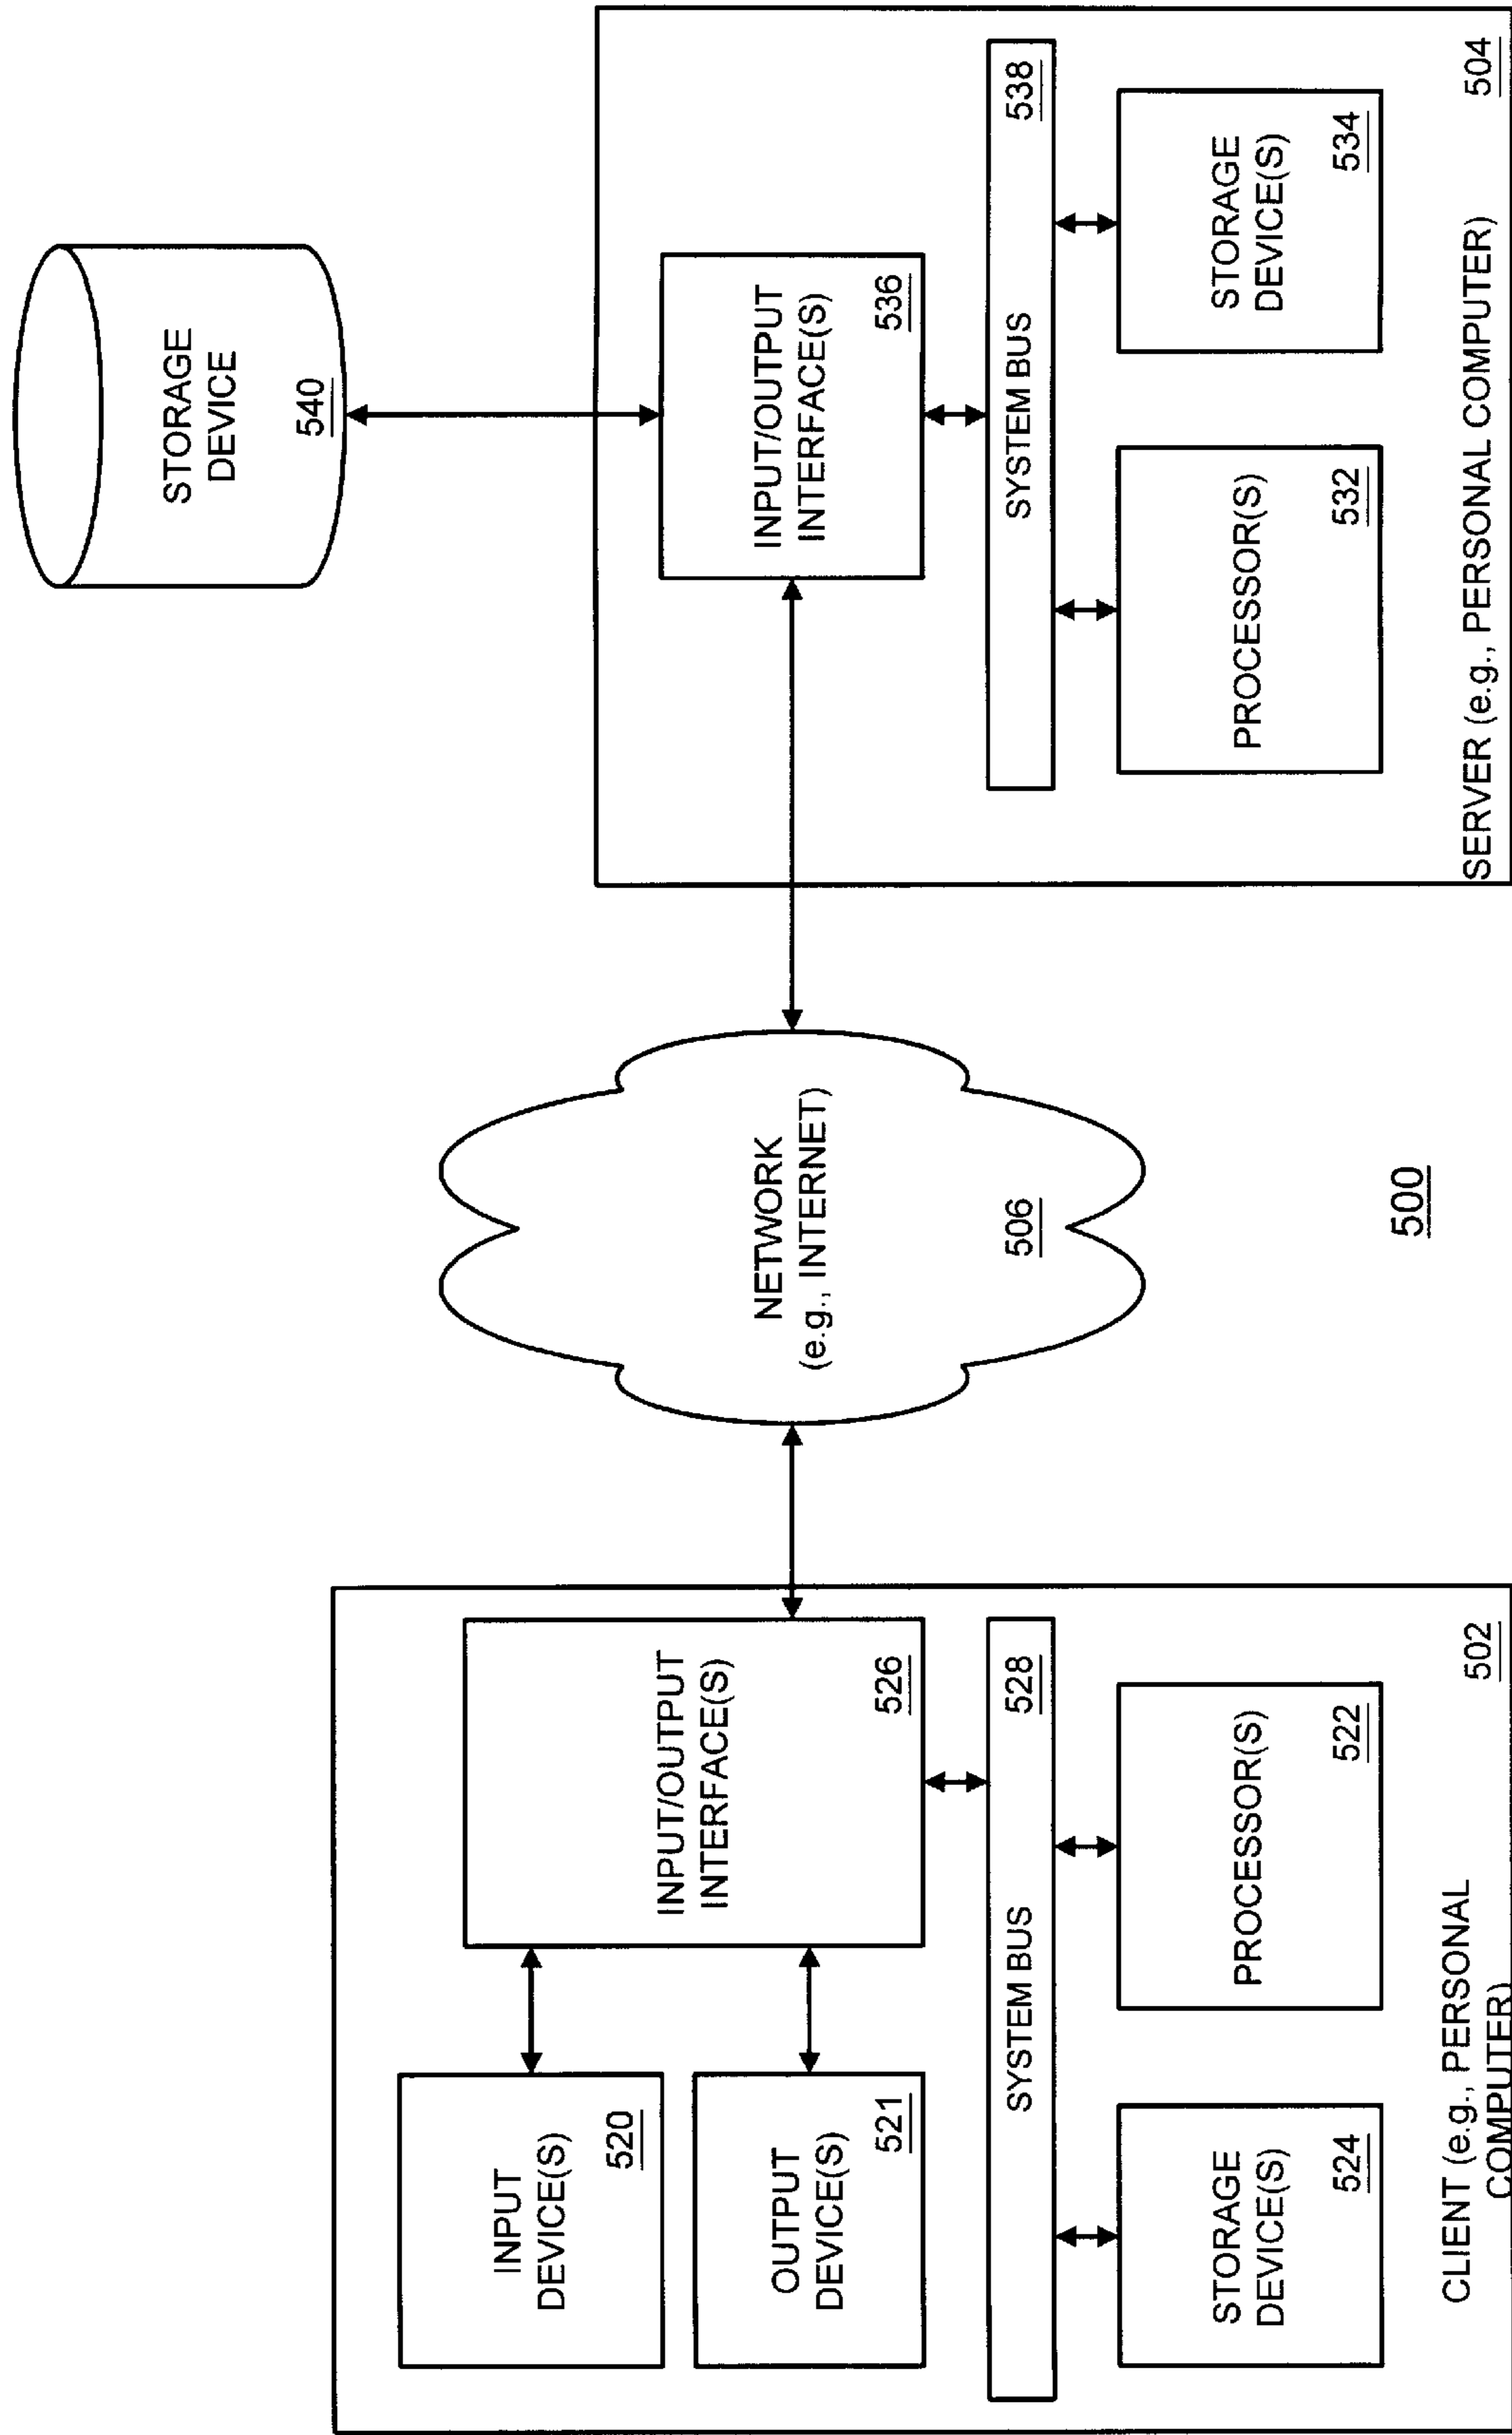 INPUT
DEVICE(S)
520
OUTPUT
DEVICE(S)
521
INPUT/OUTPUT
INTERFACE(S)
526
SYSTEM BUS
528
STORAGE
DEVICE(S)
524
PROCESSOR(S)
522
CLIENT (e.g., PERSONAL
COMPUTER)
502
NETWORK
(e.g., INTERNET)
506
500
STORAGE
DEVICE
540
INPUT/OUTPUT
INTERFACE(S)
536
SYSTEM BUS
538
PROCESSOR(S)
532
STORAGE
DEVICE(S)
534
SERVER (e.g., PERSONAL COMPUTER)
504